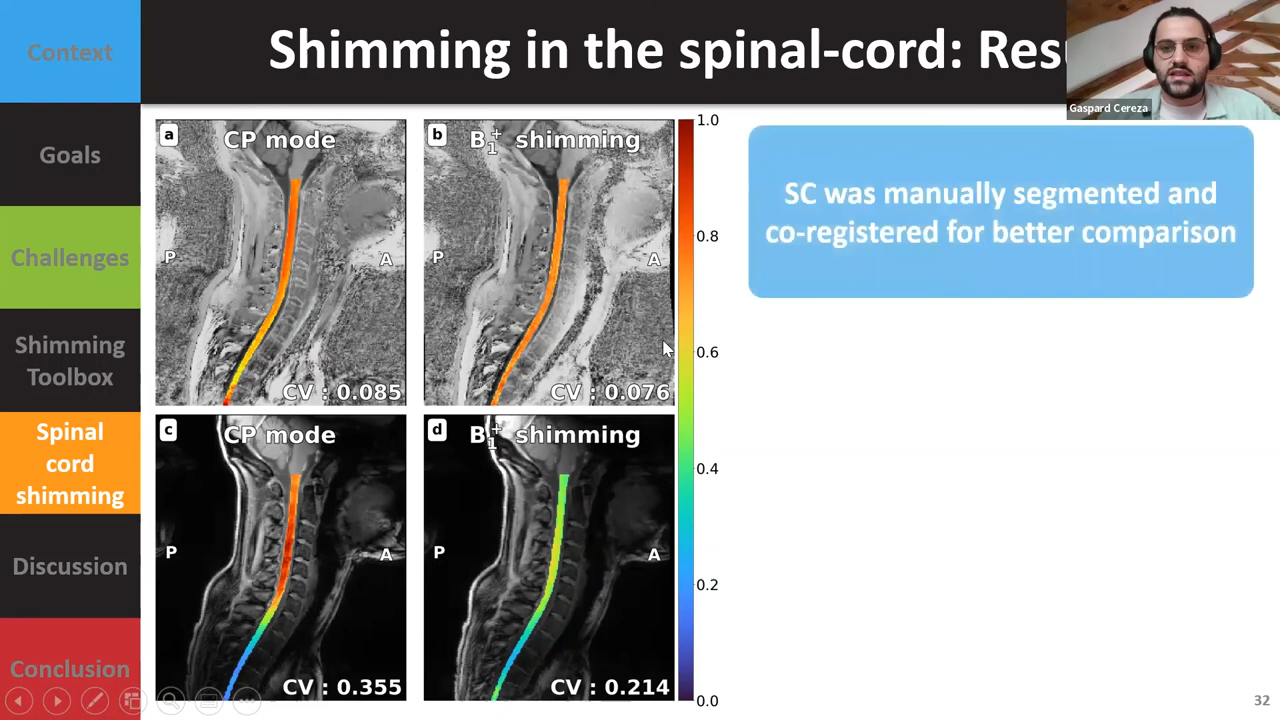 Context
Goals
Challenges
Shimming
Toolbox
Spinal
cord
shimming
Discussion
Conclusion
Shimming in the spinal-cord: Res
Gaspard Cereza
a
CP mode
P
A
CV : 0.085
b
B₁⁺ shimming
P
A
CV : 0.076
c
CP mode
P
A
CV : 0.355
d
B₁⁺ shimming
P
A
CV : 0.214
1.0
0.8
0.6
0.4
0.2
0.0
SC was manually segmented and
co-registered for better comparison
32